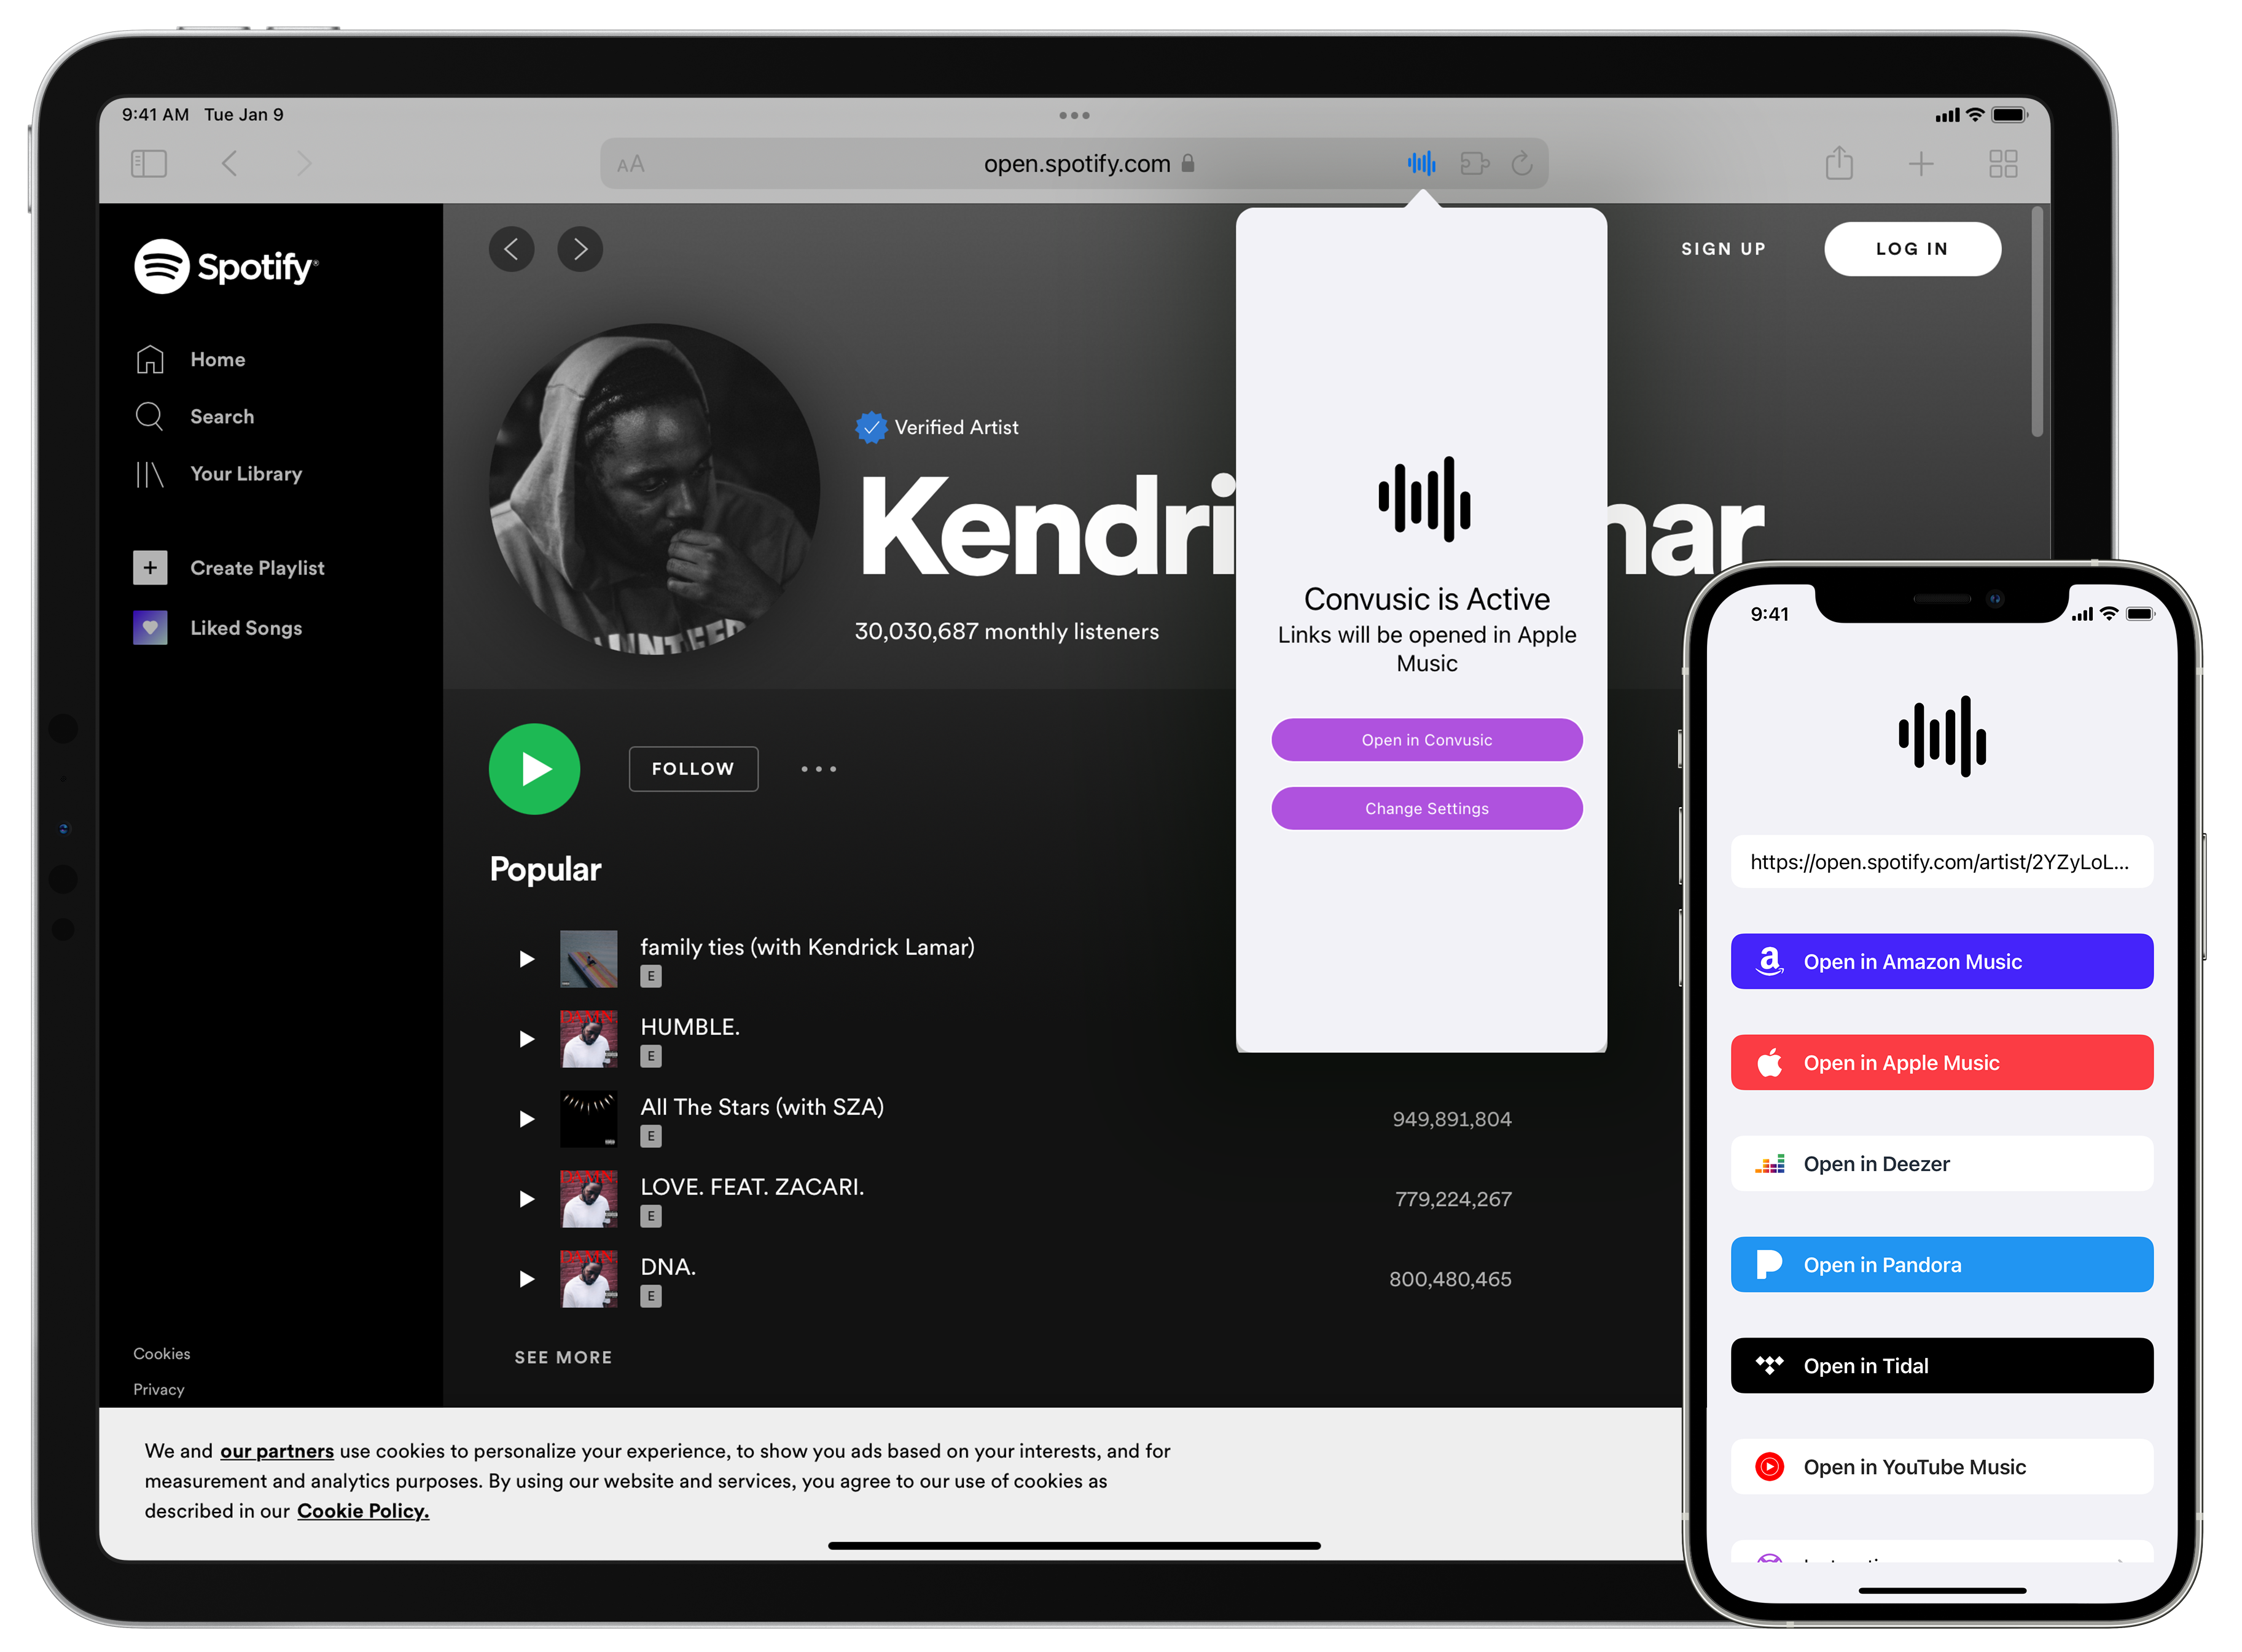 9:41 AM Tue Jan 9
AA
open.spotify.com
Spotify
Home
Search
Your Library
Create Playlist
Liked Songs
Cookies
Privacy
SIGN UP
LOG IN
Verified Artist
30,030,687 monthly listeners
FOLLOW
Popular
family ties (with Kendrick Lamar)
E
HUMBLE.
E
All The Stars (with SZA)
E
949,891,804
LOVE. FEAT. ZACARI.
E
779,224,267
DNA.
E
800,480,465
SEE MORE
Convusic is Active
Links will be opened in Apple
Music
Open in Convusic
Change Settings
We and our partners use cookies to personalize your experience, to show you ads based on your interests, and for
measurement and analytics purposes. By using our website and services, you agree to our use of cookies as
described in our Cookie Policy.
9:41
https://open.spotify.com/artist/2YZyLoL...
Open in Amazon Music
Open in Apple Music
Open in Deezer
Open in Pandora
Open in Tidal
Open in YouTube Music